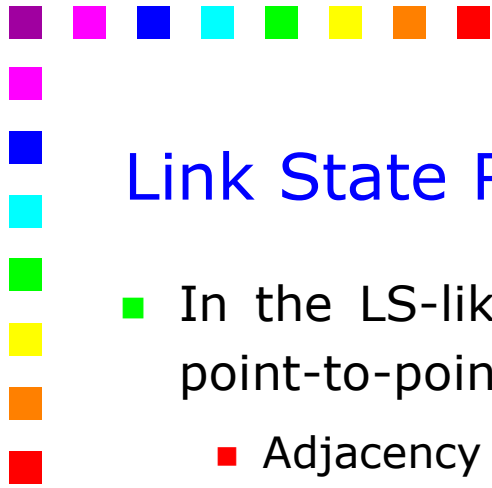 Link State
In the LS-lik
point-to-poin
Adjacency